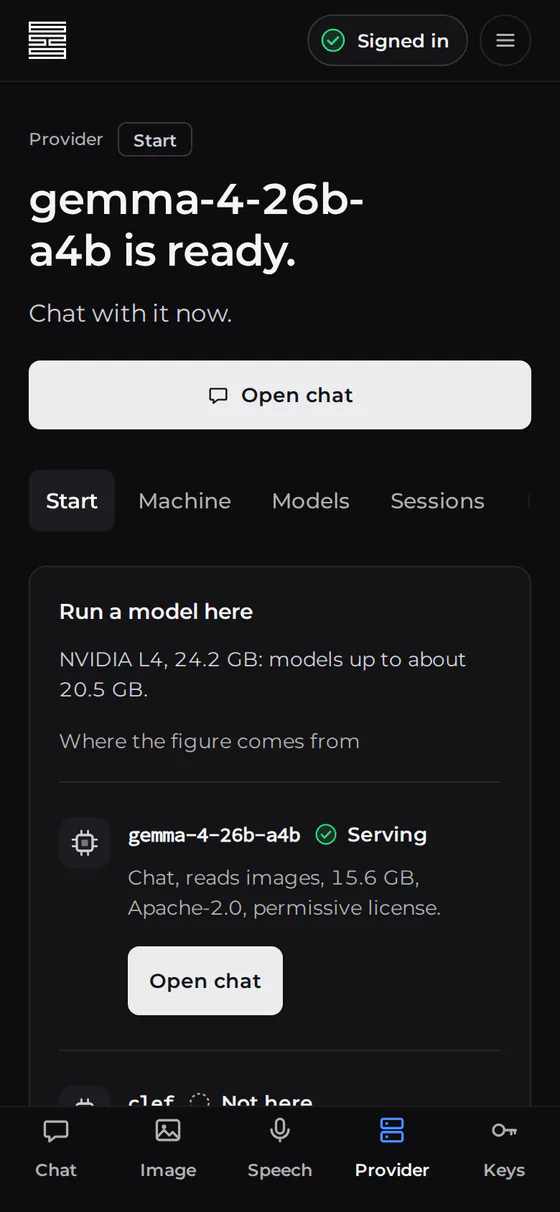 Signed in
Provider Start
gemma-4-26b-
a4b is ready.
Chat with it now.
Open chat
Start Machine Models Sessions
Run a model here
NVIDIA L4, 24.2 GB: models up to about
20.5 GB.
Where the figure comes from
gemma-4-26b-a4b Serving
Chat, reads images, 15.6 GB,
Apache-2.0, permissive license.
Open chat
clef Not here
Chat Image Speech Provider Keys